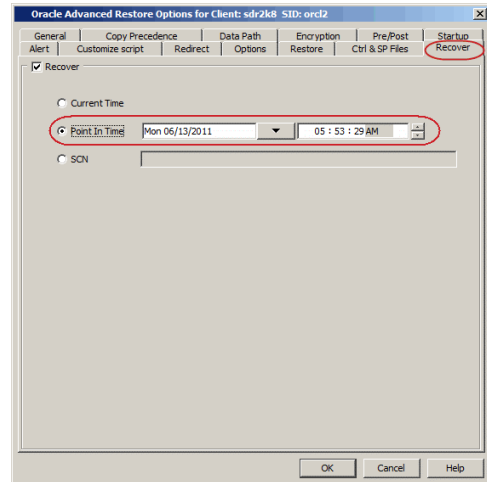 Oracle Advanced Restore Options for Client: sdr2k8 SID: orcl2
General Copy Precedence Data Path Encryption Pre/Post Startup
Alert Customize script Redirect Options Restore Ctrl & SP Files Recover
Recover
Current Time
Point In Time Mon 06/13/2011 05 : 53 : 29 AM
SCN
OK Cancel Help